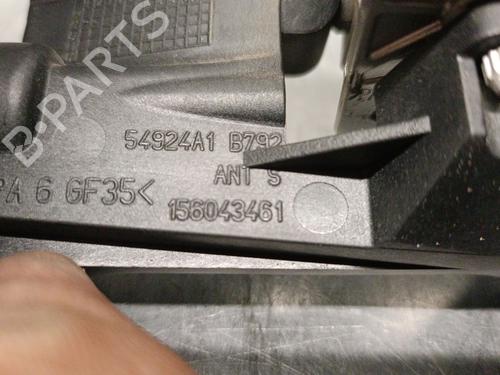 B-PARTS
54924A1 B792
ANT S
PA 6 GF35<
156043461